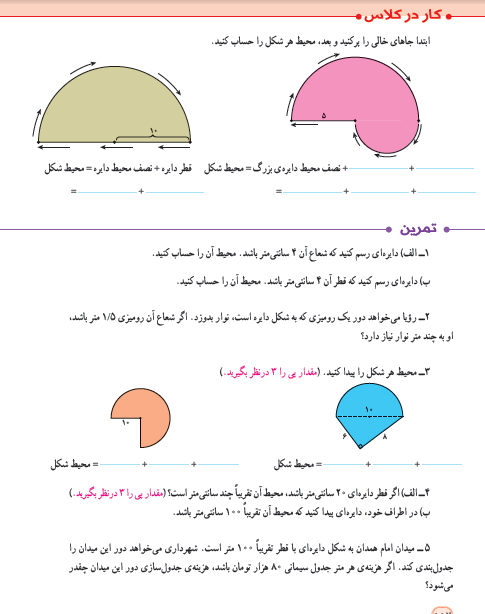 کار در کلاس
ابتدا جاهای خالی را پر کنید و بعد، محیط هر شکل را حساب کنید.
۵
۱۰
محیط شکل = نصف محیط دایره‌ی بزرگ + +
= + +
محیط شکل = نصف محیط دایره + قطر دایره
= +
تمرین
۱ــ الف) دایره‌ای رسم کنید که شعاع آن ۴ سانتی‌متر باشد. محیط آن را حساب کنید.
ب) دایره‌ای رسم کنید که قطر آن ۴ سانتی‌متر باشد. محیط آن را حساب کنید.
۲ــ رؤیا می‌خواهد دور یک رومیزی که به شکل دایره است، نوار بدوزد. اگر شعاع آن رومیزی ۱/۵ متر باشد،
او به چند متر نوار نیاز دارد؟
۳ــ محیط هر شکل را پیدا کنید. (مقدار پی را ۳ درنظر بگیرید.)
۱۰
۶ ۸
۱۰
محیط شکل = + +
محیط شکل = + +
۴ــ الف) اگر قطر دایره‌ای ۲۰ سانتی‌متر باشد، محیط آن تقریباً چند سانتی‌متر است؟ (مقدار پی را ۳ درنظر بگیرید.)
ب) در اطراف خود، دایره‌ای پیدا کنید که محیط آن تقریباً ۱۰۰ سانتی‌متر باشد.
۵ ــ میدان امام همدان به شکل دایره‌ای با قطر تقریباً ۱۰۰ متر است. شهرداری می‌خواهد دور این میدان را
جدول‌بندی کند. اگر هزینه‌ی هر متر جدول سیمانی ۸۰ هزار تومان باشد، هزینه‌ی جدول‌سازی دور این میدان چقدر
می‌شود؟